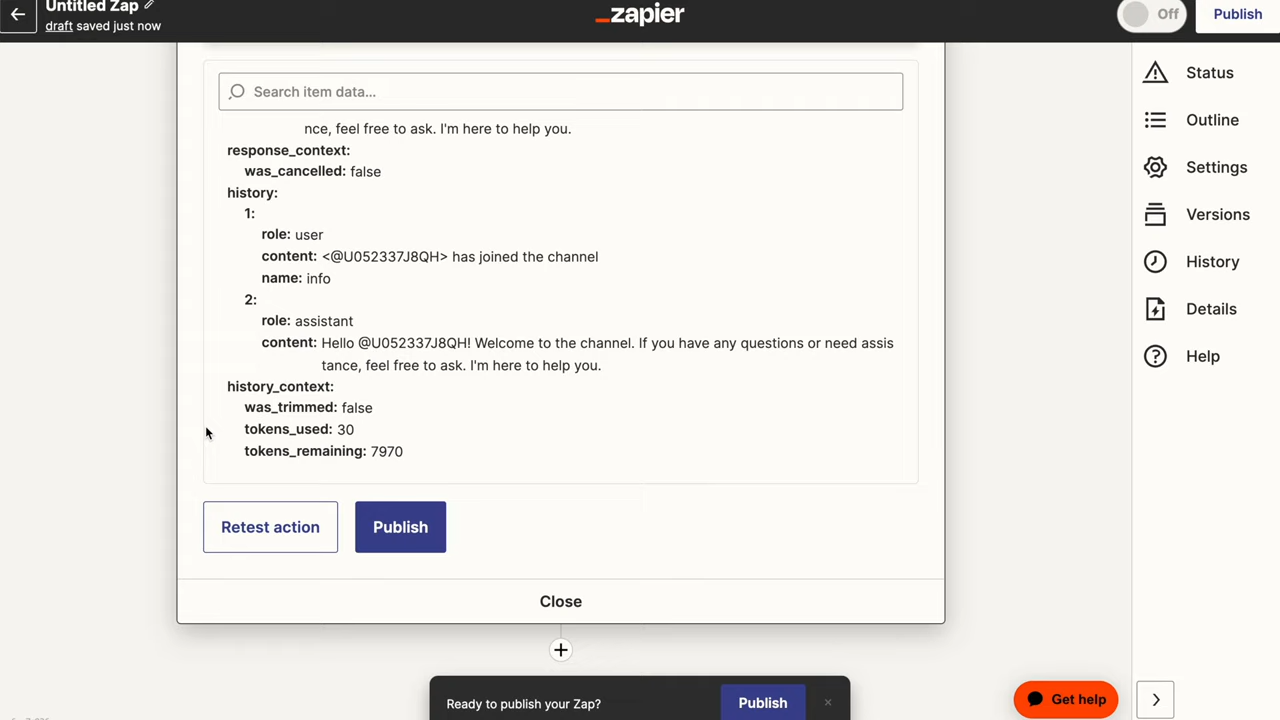 Untitled Zap
draft saved just now
zapier
Off
Publish
Search item data...
nce, feel free to ask. I'm here to help you.
response_context:
was_cancelled: false
history:
1:
role: user
content: <@U052337J8QH> has joined the channel
name: info
2:
role: assistant
content: Hello @U052337J8QH! Welcome to the channel. If you have any questions or need assis
tance, feel free to ask. I'm here to help you.
history_context:
was_trimmed: false
tokens_used: 30
tokens_remaining: 7970
Retest action
Publish
Close
Ready to publish your Zap?
Publish
Status
Outline
Settings
Versions
History
Details
Help
Get help